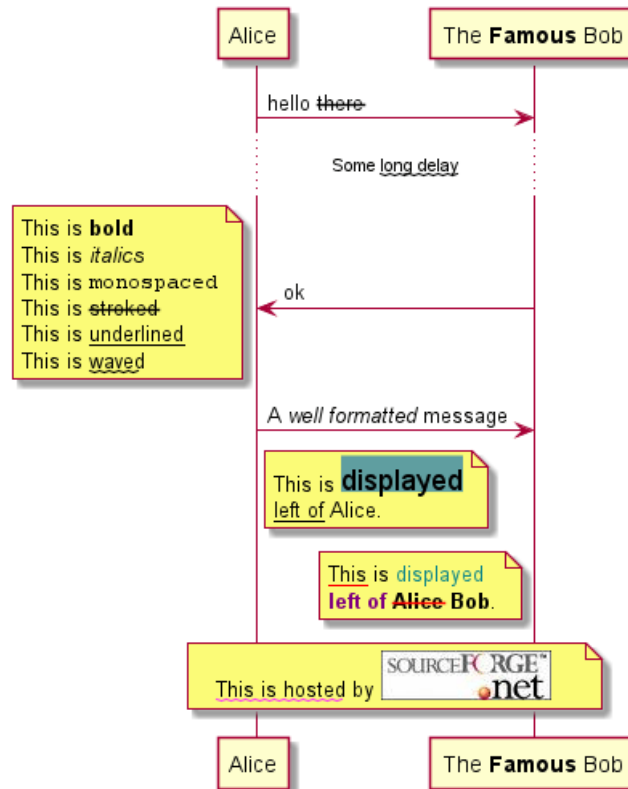 Alice
The Famous Bob
hello there
Some long delay
This is bold
This is italics
This is monospaced
This is stroked
This is underlined
This is waved
ok
A well formatted message
This is displayed
left of Alice.
This is displayed
left of Alice Bob.
This is hosted by SOURCEFORGE™
.net
Alice
The Famous Bob